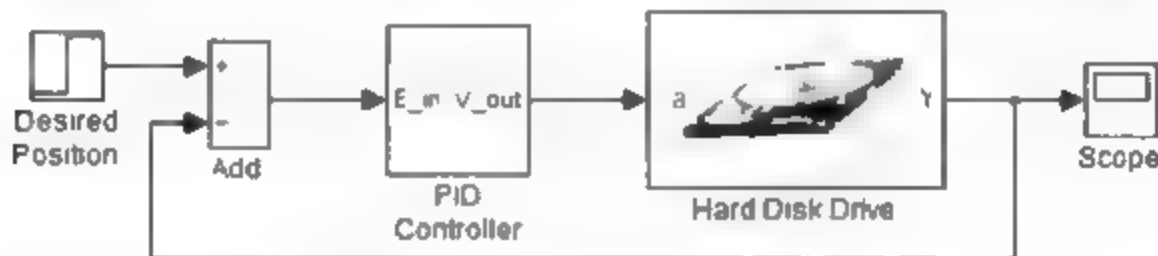 Desired
Position
+
-
Add
E_in V_out
PID
Controller
a
Y
Hard Disk Drive
Scope